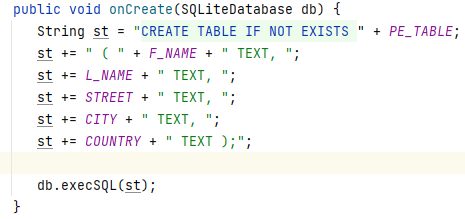 public void onCreate(SQLiteDatabase db) {
String st = "CREATE TABLE IF NOT EXISTS " + PE_TABLE;
st += " ( " + F_NAME + " TEXT, ";
st += L_NAME + " TEXT, ";
st += STREET + " TEXT, ";
st += CITY + " TEXT, ";
st += COUNTRY + " TEXT );";
db.execSQL(st);
}